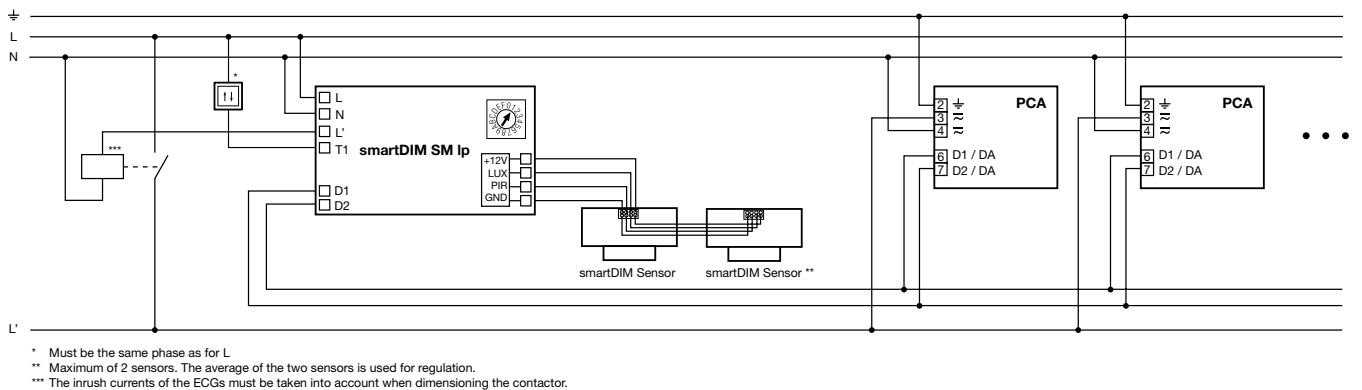 L
N
*
***
L
N
L'
T1
smartDIM SM lp
D1
D2
0123456789ABCDEF
+12V
LUX
PIR
GND
smartDIM Sensor
smartDIM Sensor **
PCA
2
3
4
6 D1 / DA
7 D2 / DA
PCA
2
3
4
6 D1 / DA
7 D2 / DA
L'
* Must be the same phase as for L
** Maximum of 2 sensors. The average of the two sensors is used for regulation.
*** The inrush currents of the ECGs must be taken into account when dimensioning the contactor.